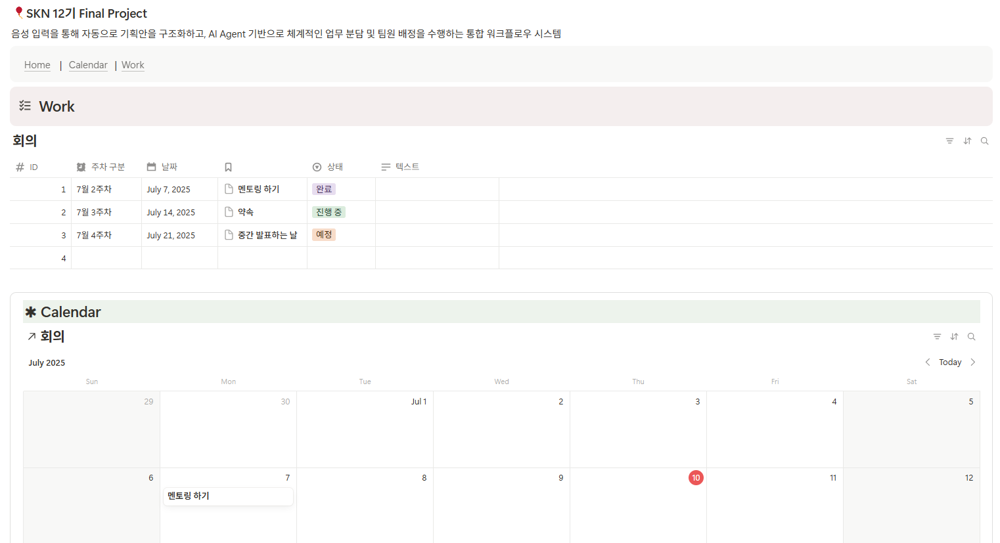 SKN 12기 Final Project
음성 입력을 통해 자동으로 기획안을 구조화하고, AI Agent 기반으로 체계적인 업무 분담 및 팀원 배정을 수행하는 통합 워크플로우 시스템
Home | Calendar | Work
Work
회의
ID 주차 구분 날짜 상태 텍스트
1 7월 2주차 July 7, 2025 멘토링 하기 완료
2 7월 3주차 July 14, 2025 약속 진행 중
3 7월 4주차 July 21, 2025 중간 발표하는 날 예정
4
✱ Calendar
↗ 회의
July 2025 Today
Sun Mon Tue Wed Thu Fri Sat
29 30 Jul 1 2 3 4 5
6 7 8 9 10 11 12
멘토링 하기